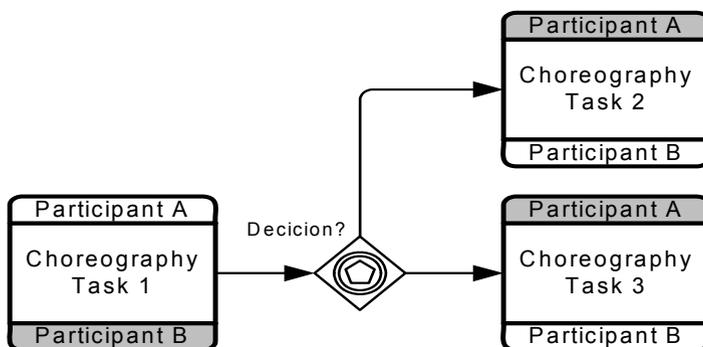 Participant A
Choreography
Task 2
Participant B
Participant A
Choreography
Task 1
Participant B
Decicion?
Participant A
Choreography
Task 3
Participant B